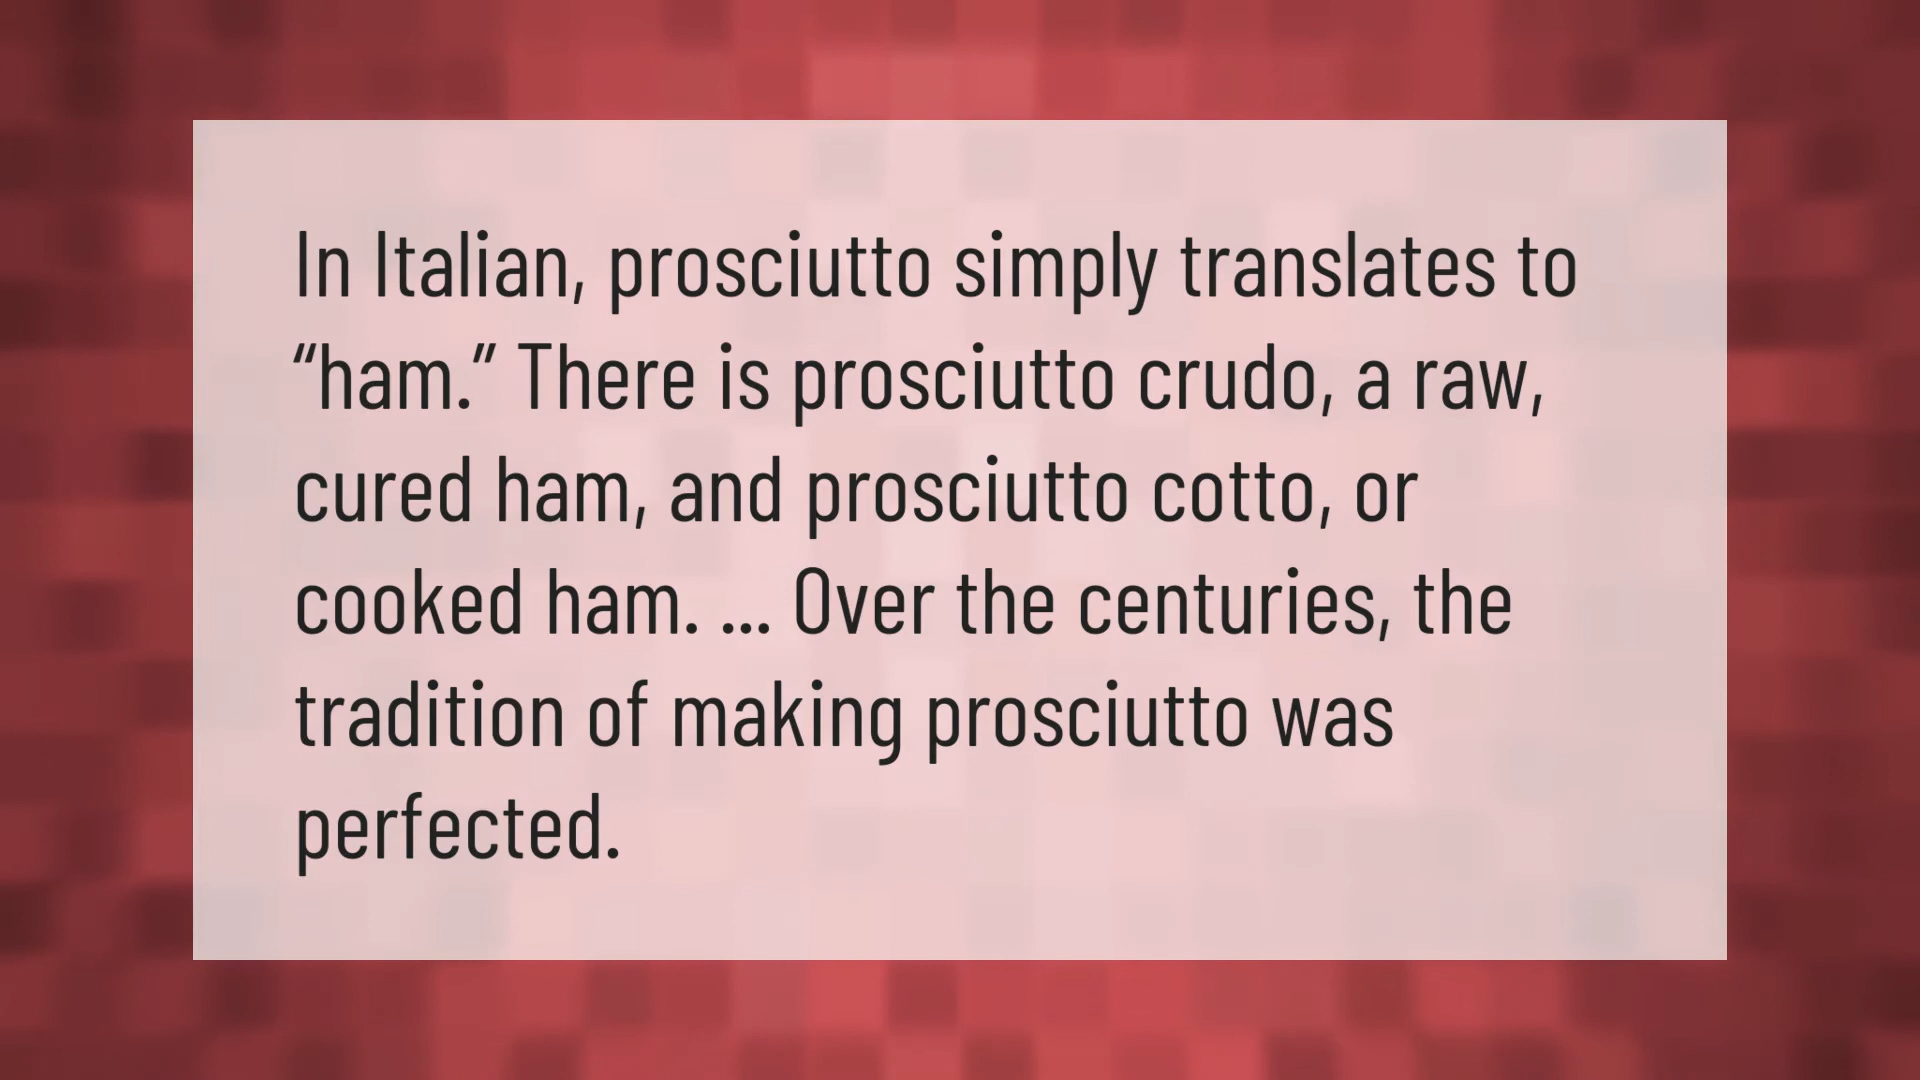 In Italian, prosciutto simply translates to
“ham.” There is prosciutto crudo, a raw,
cured ham, and prosciutto cotto, or
cooked ham. ... Over the centuries, the
tradition of making prosciutto was
perfected.